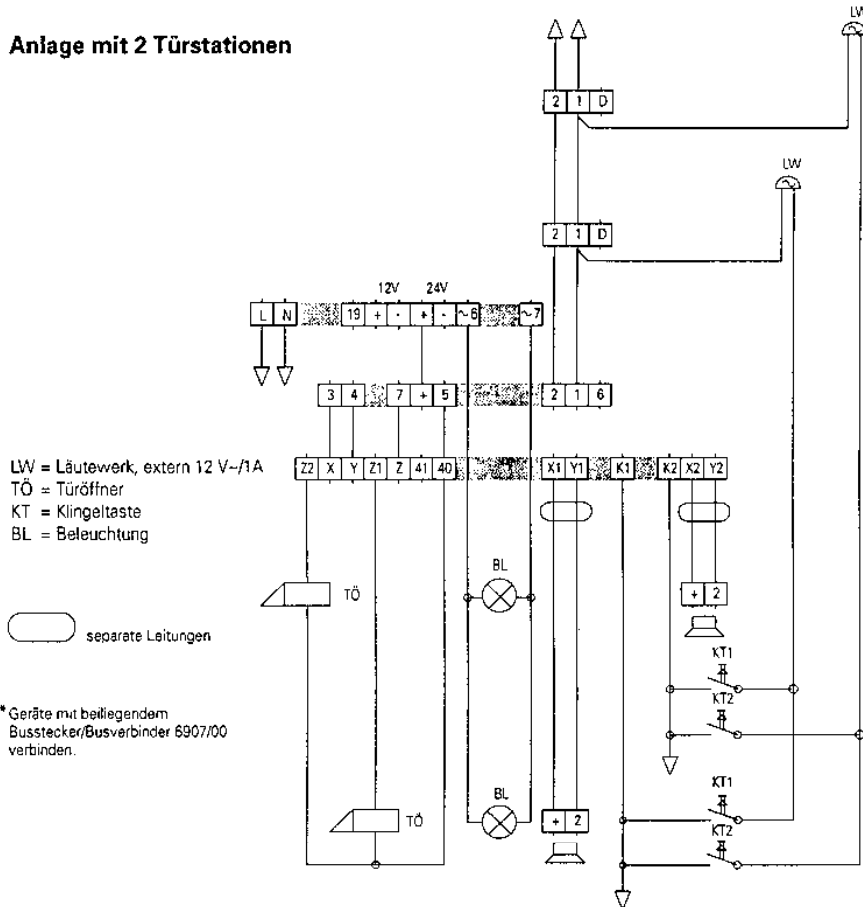 Anlage mit 2 Türstationen
LW
2 1 D
LW
2 1 D
12V 24V
L N 19 + - + - ~6 ~7
3 4 7 + 5 2 1 6
LW = Läutewerk, extern 12 V~/1A
TÖ = Türöffner
KT = Klingeltaste
BL = Beleuchtung
Z2 X Y Z1 Z 41 40 X1 Y1 K1 K2 X2 Y2
BL
TÖ
+ 2
separate Leitungen
KT1
KT2
* Geräte mit beiliegendem
Busstecker/Busverbinder 6907/00
verbinden.
KT1
BL
TÖ
+ 2
KT2